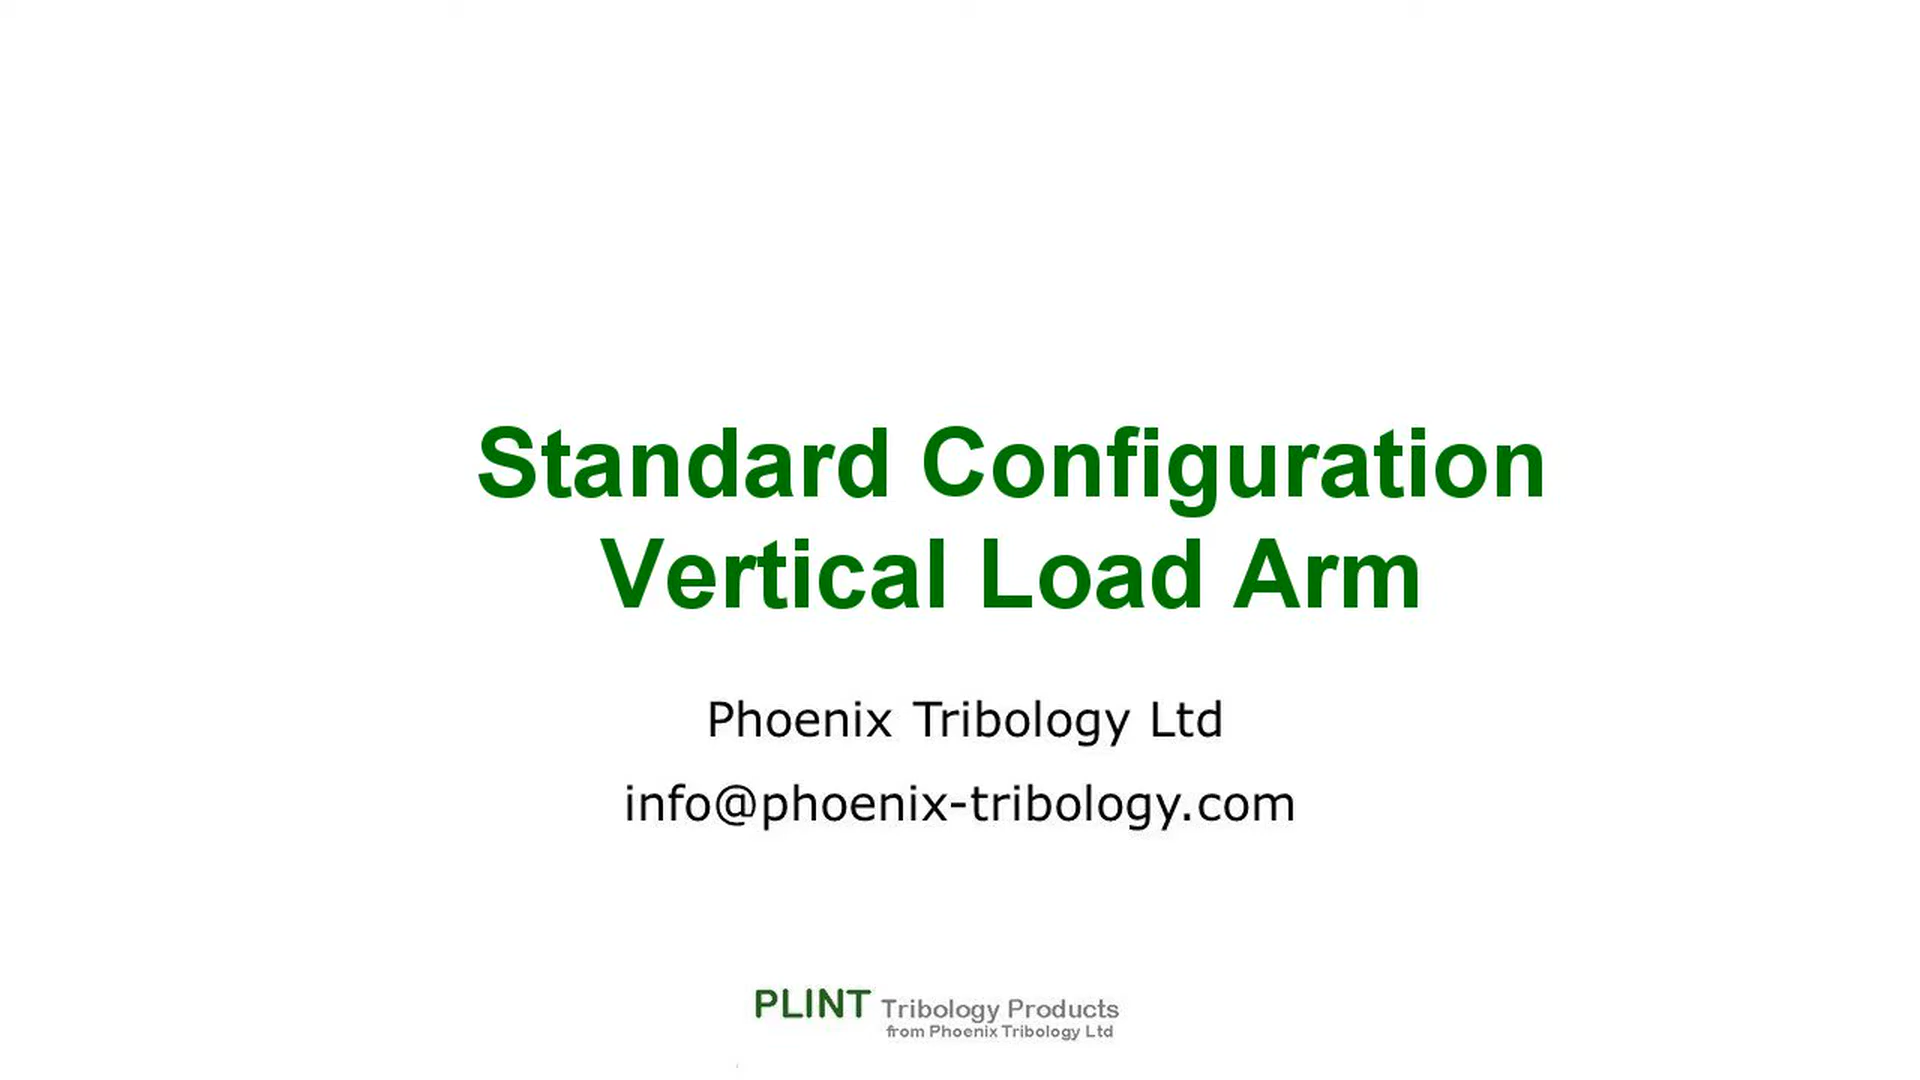 Standard Configuration
Vertical Load Arm
Phoenix Tribology Ltd
info@phoenix-tribology.com
PLINT Tribology Products
from Phoenix Tribology Ltd